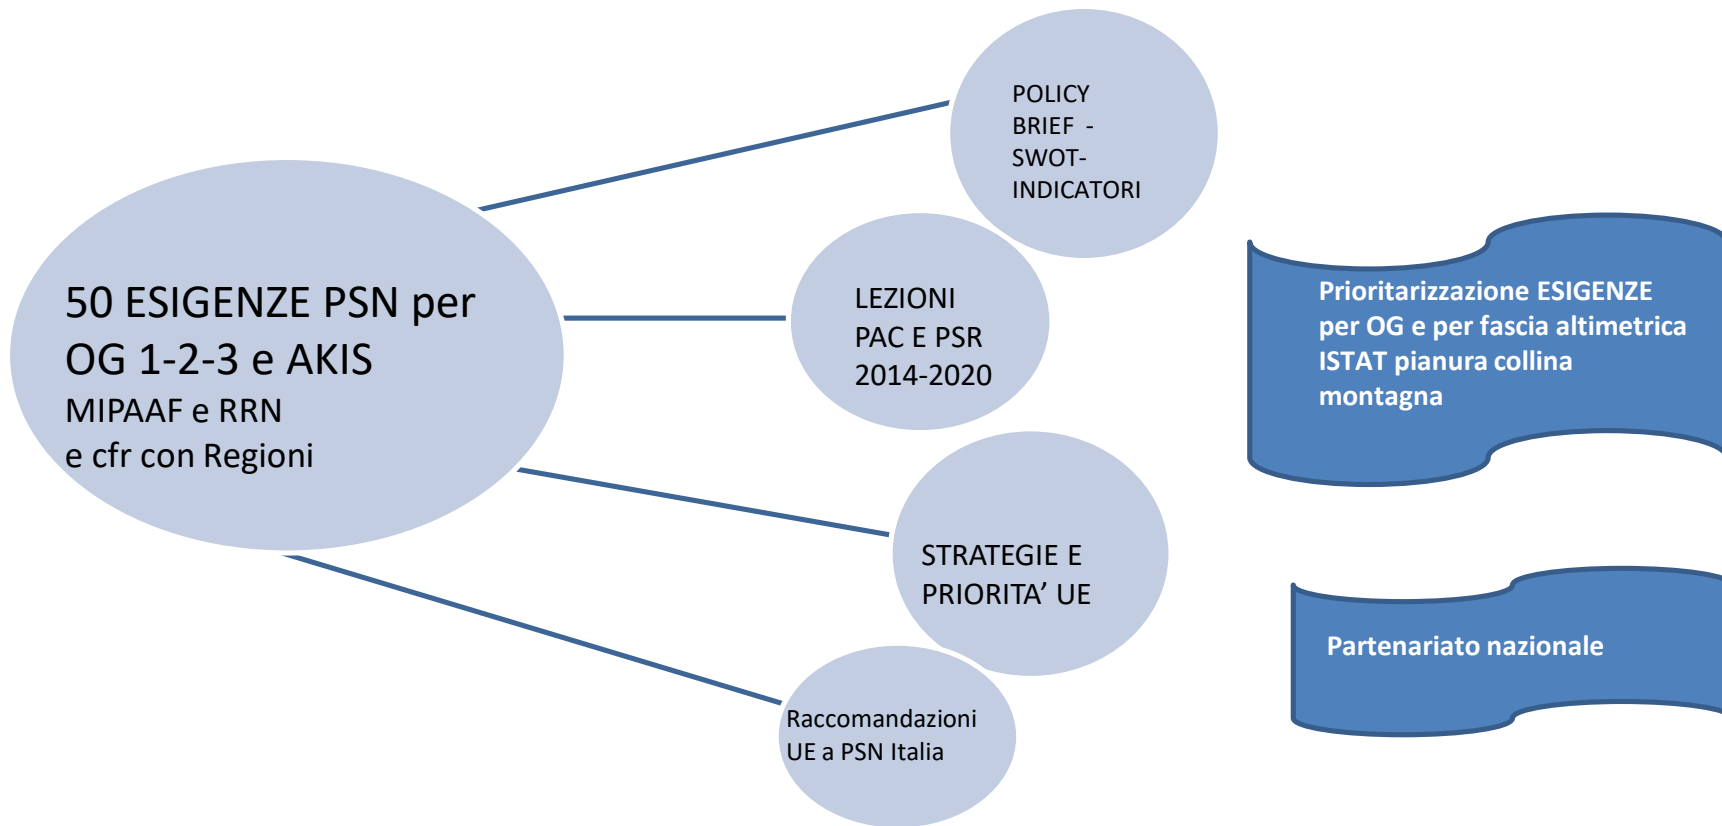 50 ESIGENZE PSN per
OG 1-2-3 e AKIS
MIPAAF e RRN
e cfr con Regioni
POLICY
BRIEF -
SWOT-
INDICATORI
LEZIONI
PAC E PSR
2014-2020
STRATEGIE E
PRIORITA’ UE
Raccomandazioni
UE a PSN Italia
Prioritarizzazione ESIGENZE
per OG e per fascia altimetrica
ISTAT pianura collina
montagna
Partenariato nazionale